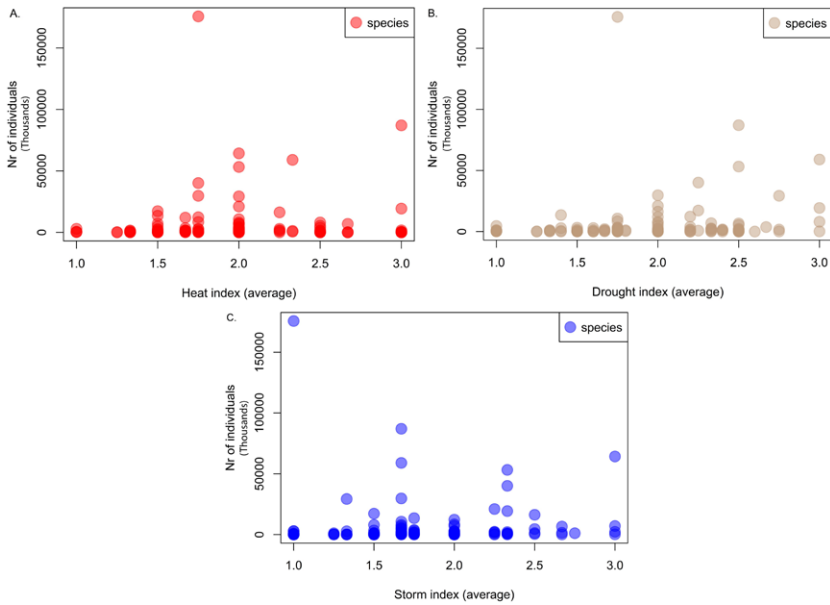 A.
species
Nr of individuals
(Thousands)
150000
100000
50000
0
1.0 1.5 2.0 2.5 3.0
Heat index (average)
B.
species
Nr of individuals
(Thousands)
150000
100000
50000
0
1.0 1.5 2.0 2.5 3.0
Drought index (average)
C.
species
Nr of individuals
(Thousands)
150000
100000
50000
0
1.0 1.5 2.0 2.5 3.0
Storm index (average)